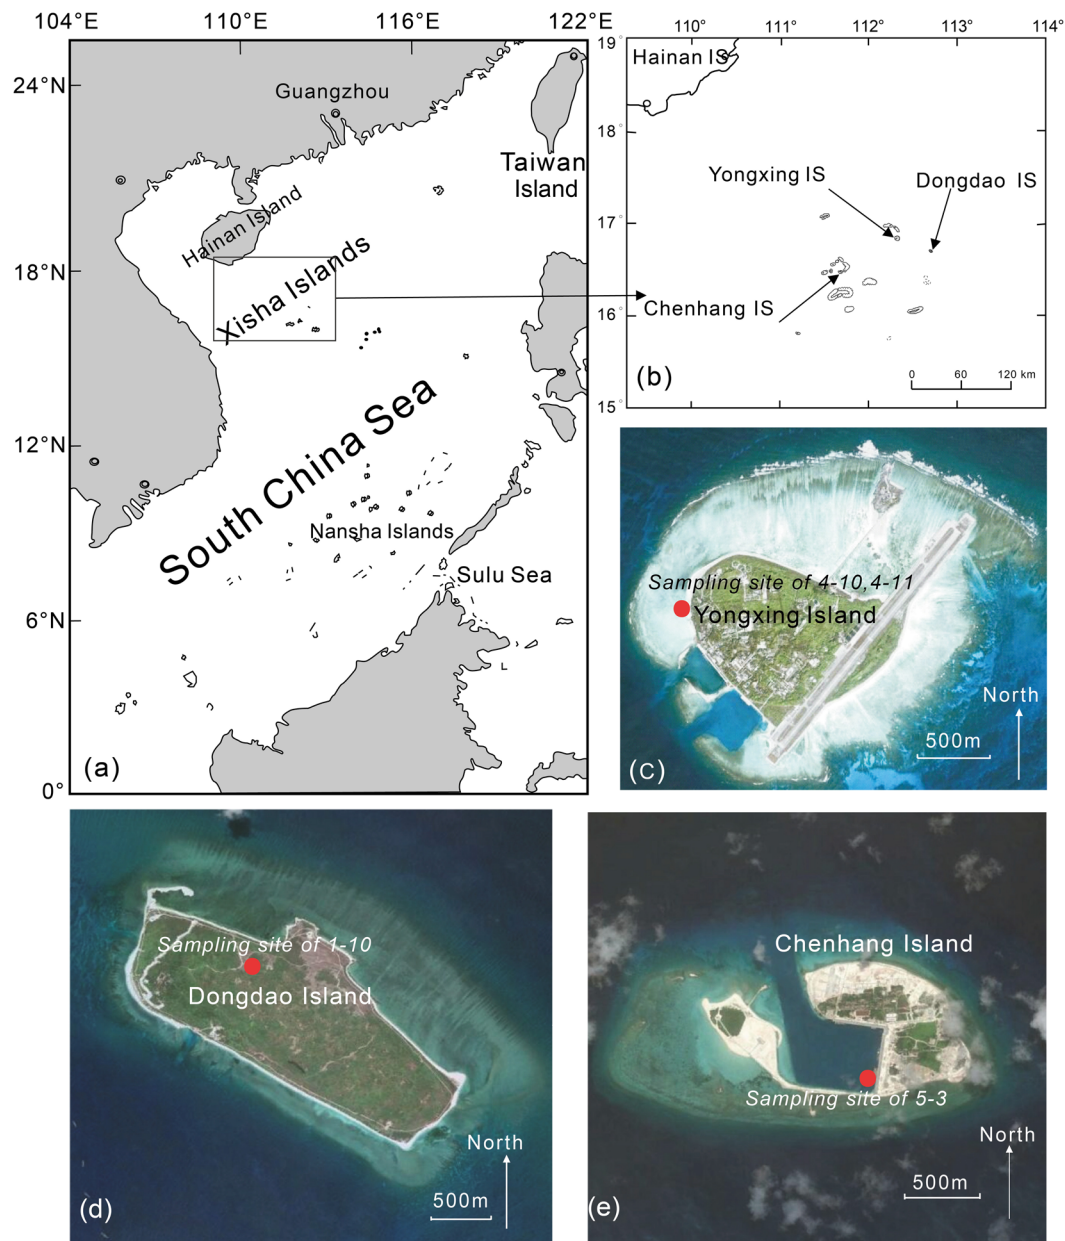 104°E
110°E
116°E
122°E
24°N
18°N
12°N
6°N
0°
Guangzhou
Taiwan
Island
Hainan Island
Xisha Islands
South China Sea
Nansha Islands
Sulu Sea
(a)
110°
112°
113°
114°
19°
18°
17°
16°
15°
110°
111°
112°
113°
Hainan IS
Yongxing IS
Dongdao IS
Chenhang IS
0
60
120 km
(b)
Sampling site of 4-10,4-11
Yongxing Island
North
500m
(C)
Sampling site of 1-10
Dongdao Island
North
500m
(d)
Chenhang Island
Sampling site of 5-3
North
500m
(e)